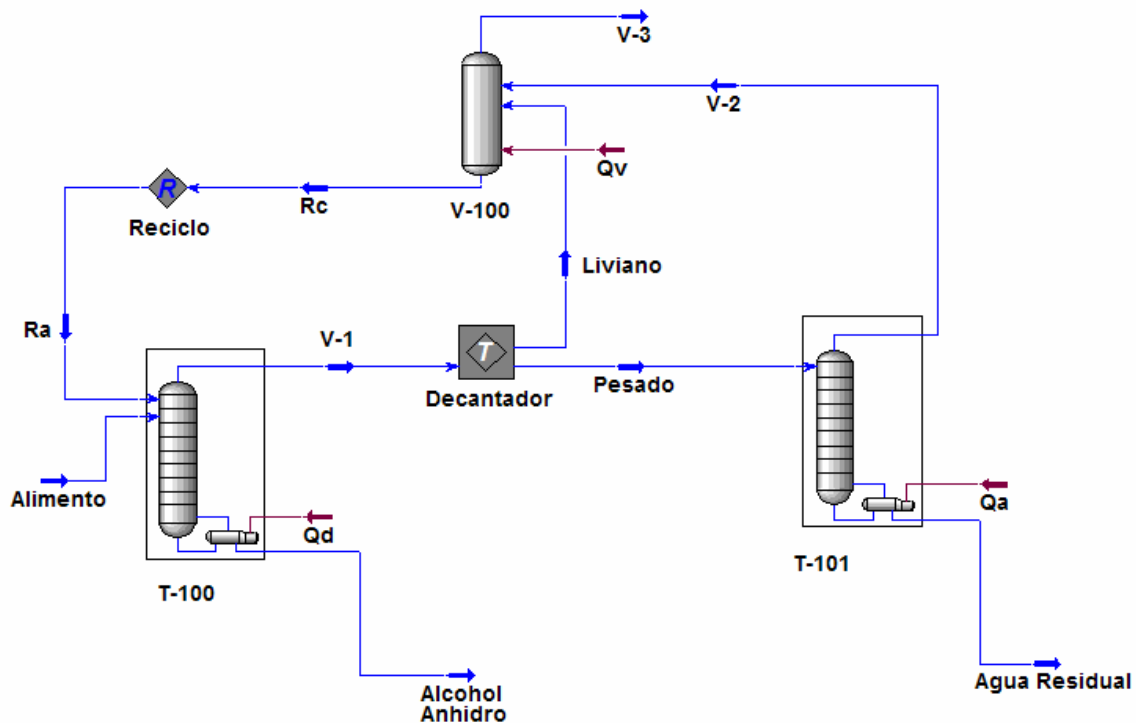 V-3
V-2
Qv
R
Reciclo
Rc
V-100
Liviano
Ra
V-1
T
Decantador
Pesado
Alimento
Qd
Qa
T-100
T-101
Alcohol
Anhidro
Agua Residual